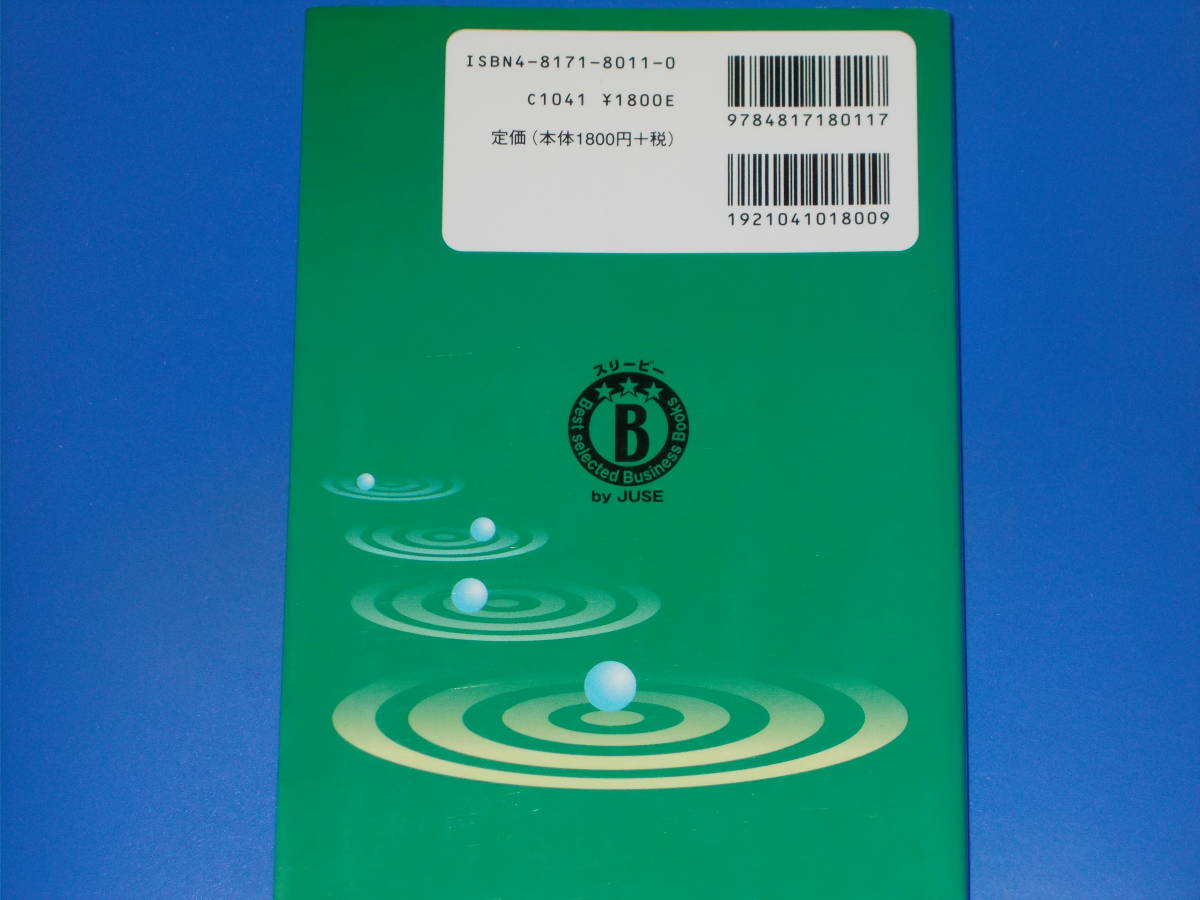 ISBN4-8171-8011-0
C1041 ¥1800E
定価（本体1800円＋税）
9784817180117
1921041018009
スリービー
B
Best selected Business Books
by JUSE